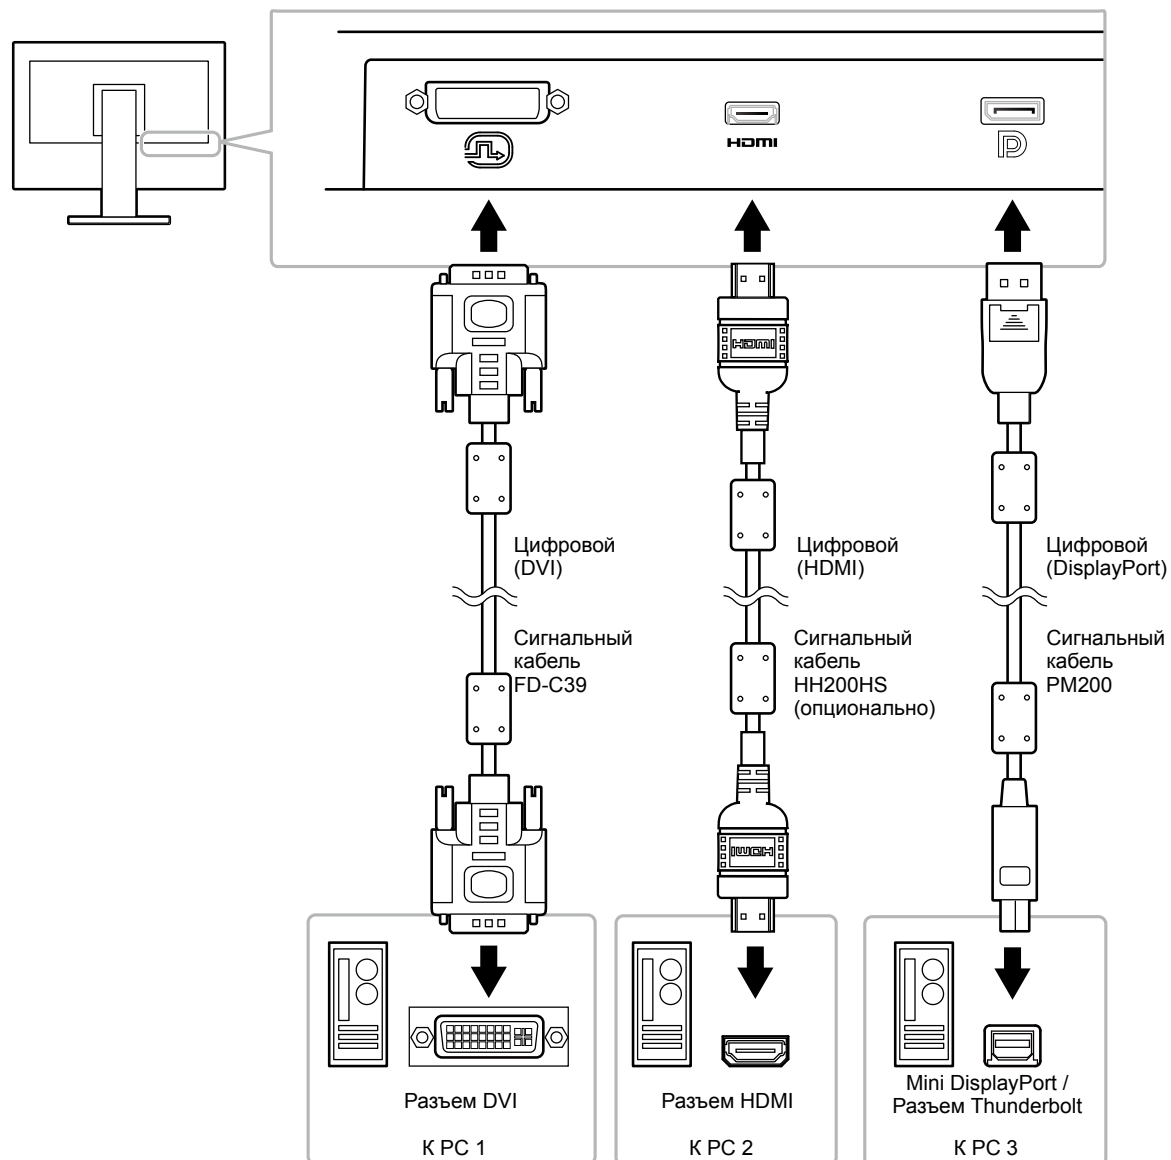 HDMI
HDMI
Цифровой
(DVI)
Цифровой
(HDMI)
Цифровой
(DisplayPort)
Сигнальный
кабель
FD-C39
Сигнальный
кабель
HH200HS
(опционально)
Сигнальный
кабель
PM200
HDMI
Разъем DVI
К PC 1
Разъем HDMI
К PC 2
Mini DisplayPort /
Разъем Thunderbolt
К PC 3